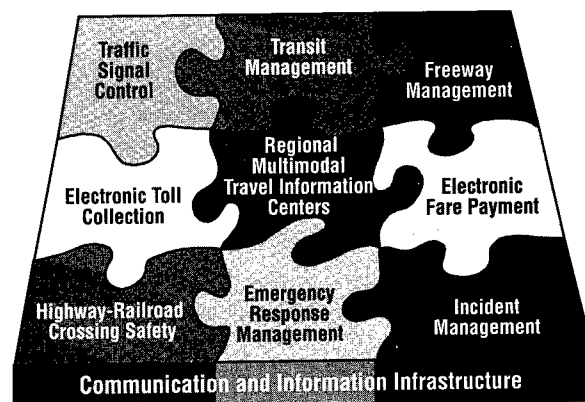 Traffic
Signal
Control
Transit
Management
Freeway
Management
Electronic Toll
Collection
Regional
Multimodal
Travel Information
Centers
Electronic
Fare Payment
Highway-Railroad
Crossing Safety
Emergency
Response
Management
Incident
Management
Communication and Information Infrastructure